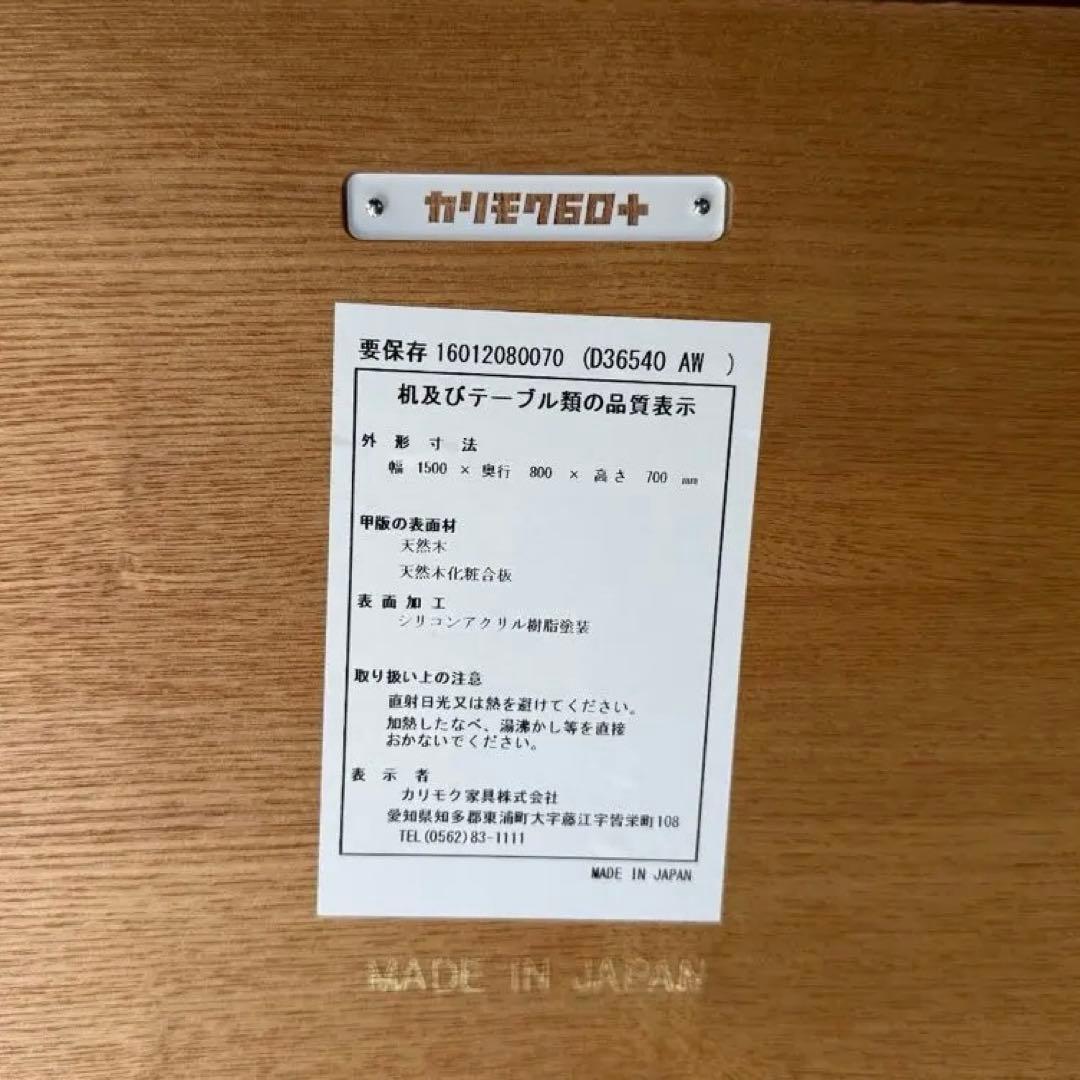 カリモク60+
要保存 16012080070 (D36540 AW )
机及びテーブル類の品質表示
外形寸法
幅 1500 × 奥行 800 × 高さ 700 mm
甲版の表面材
天然木
天然木化粧合板
表面加工
シリコンアクリル樹脂塗装
取り扱い上の注意
直射日光又は熱を避けてください。
加熱したなべ、湯沸かし等を直接
おかないでください。
表示者
カリモク家具株式会社
愛知県知多郡東浦町大字藤江字皆栄町108
TEL(0562)83-1111
MADE IN JAPAN
MADE IN JAPAN